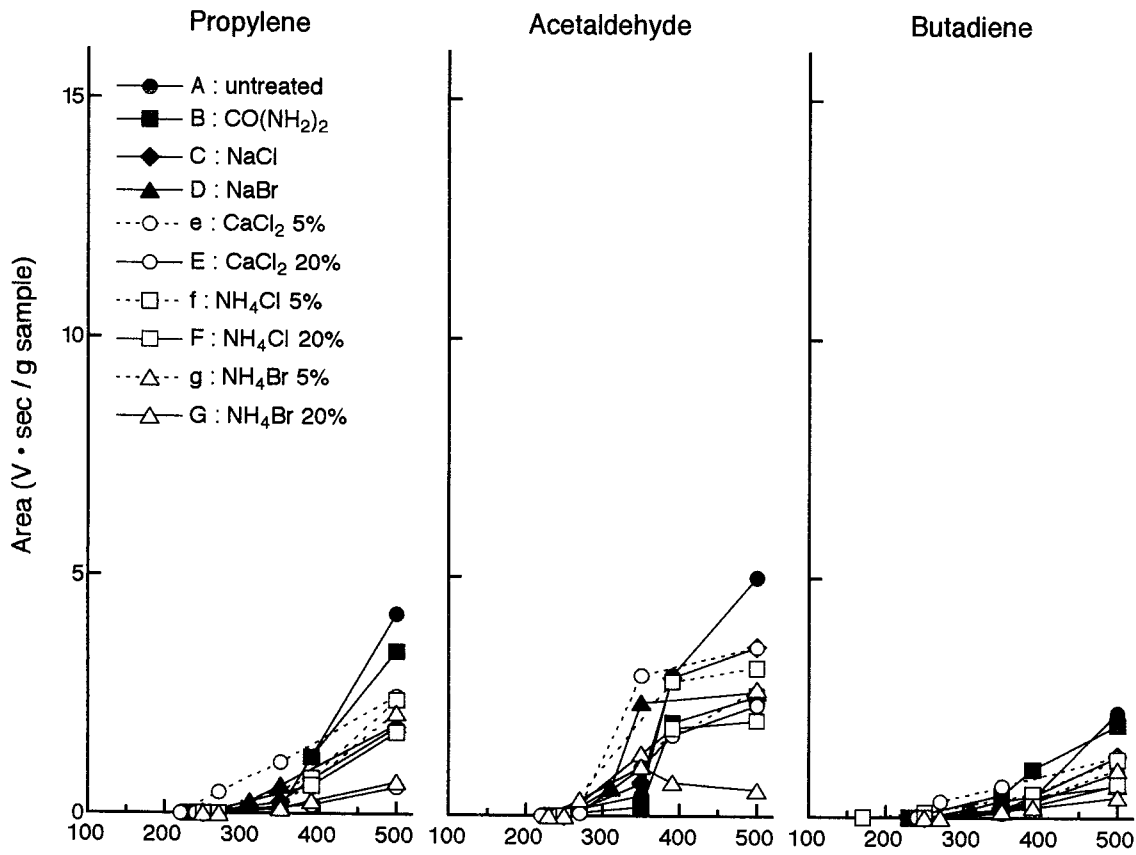 Propylene Acetaldehyde Butadiene
15
A : untreated
B : CO(NH2)2
C : NaCl
D : NaBr
e : CaCl2 5%
E : CaCl2 20%
f : NH4Cl 5%
F : NH4Cl 20%
g : NH4Br 5%
G : NH4Br 20%
10
5
0
Area (V • sec / g sample)
100 200 300 400 500 100 200 300 400 500 100 200 300 400 500